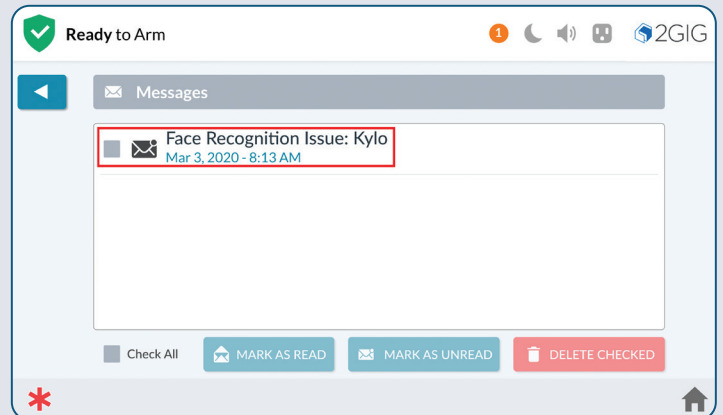 Ready to Arm
1
2GIG
Messages
Face Recognition Issue: Kylo
Mar 3, 2020 - 8:13 AM
Check All
MARK AS READ
MARK AS UNREAD
DELETE CHECKED